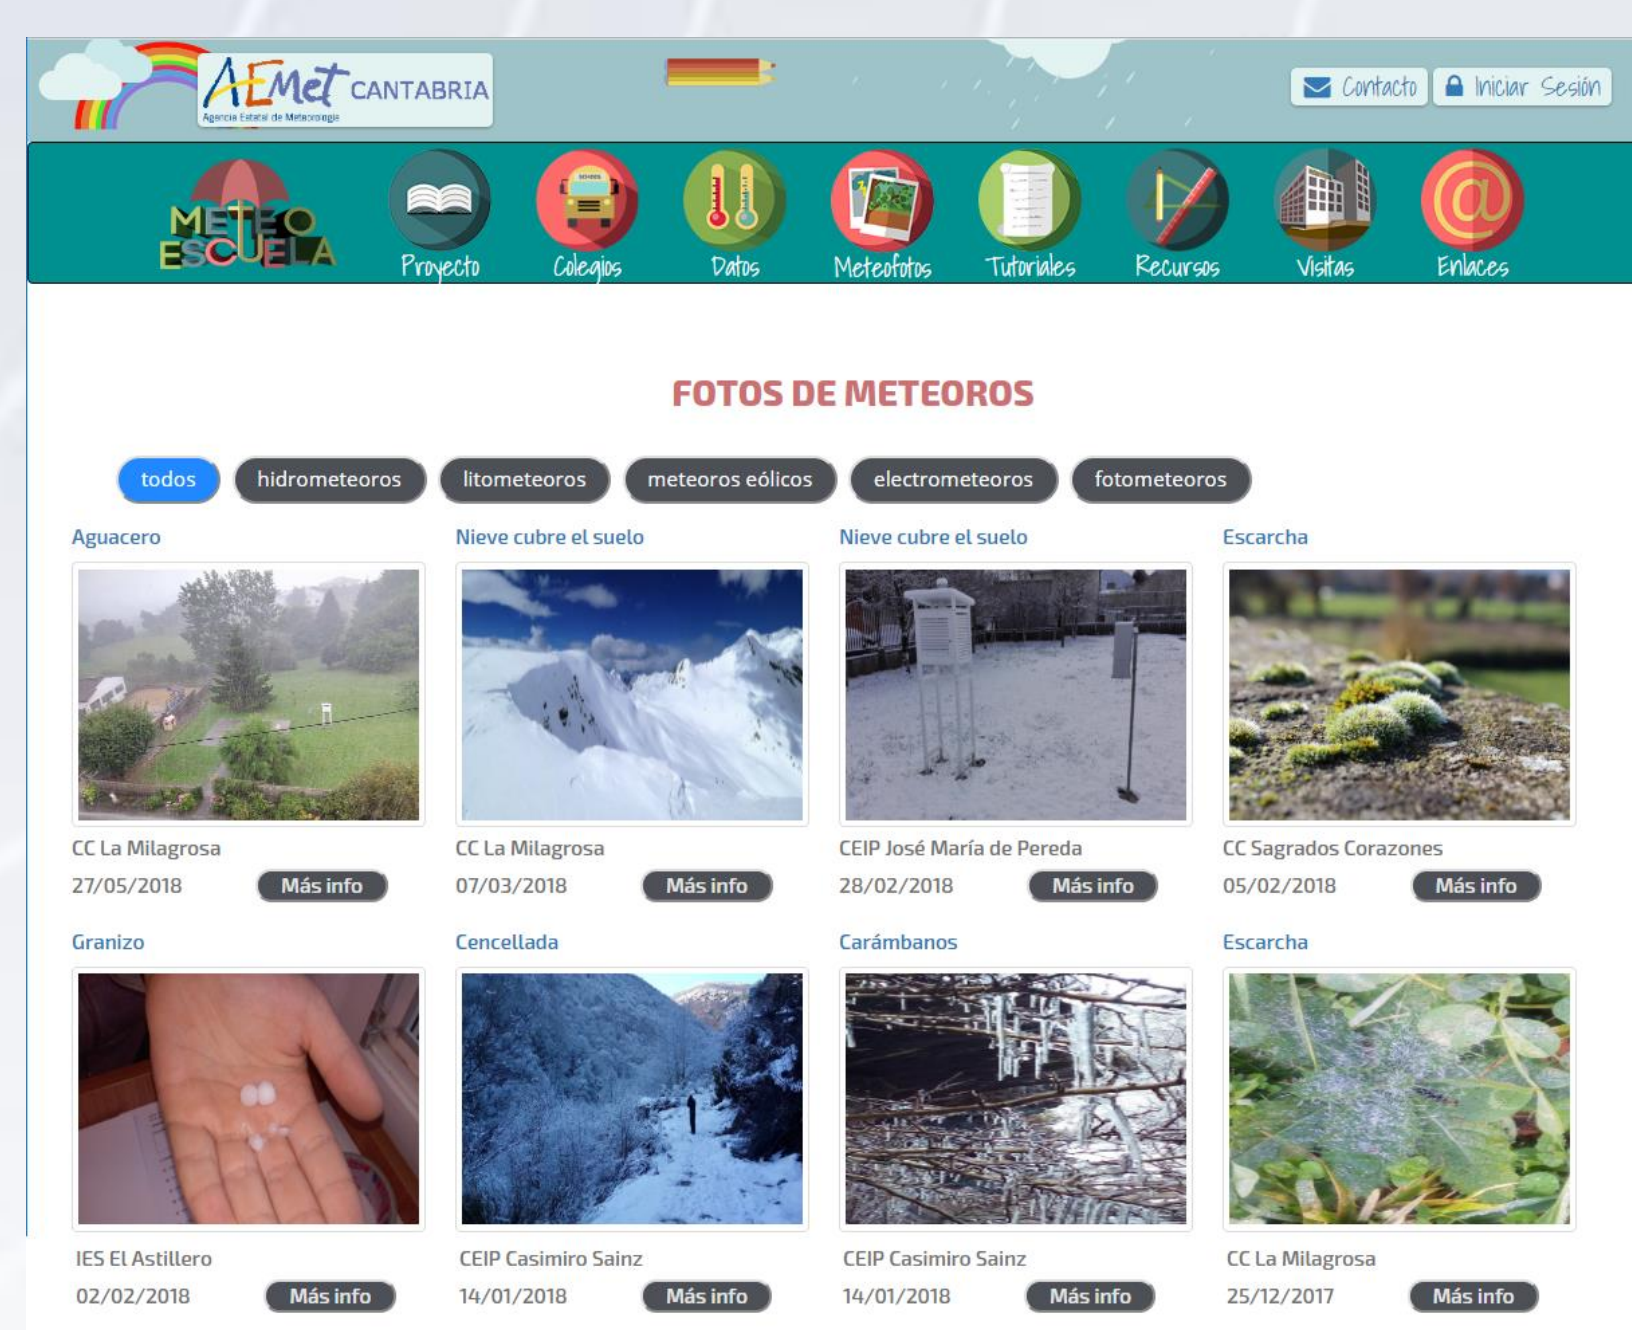 AEMet CANTABRIA
Agencia Estatal de Meteorología
Contacto
Iniciar Sesión
METEO
ESCUELA
SCHOOL
Proyecto
Colegios
Datos
Meteofotos
Tutoriales
Recursos
Visitas
Enlaces
FOTOS DE METEOROS
todos
hidrometeoros
litometeoros
meteoros eólicos
electrometeoros
fotometeoros
Aguacero
Nieve cubre el suelo
Nieve cubre el suelo
Escarcha
CC La Milagrosa
CC La Milagrosa
CEIP José María de Pereda
CC Sagrados Corazones
27/05/2018 Más info
07/03/2018 Más info
28/02/2018 Más info
05/02/2018 Más info
Granizo
Cencellada
Carámbanos
Escarcha
IES El Astillero
CEIP Casimiro Sainz
CEIP Casimiro Sainz
CC La Milagrosa
02/02/2018 Más info
14/01/2018 Más info
14/01/2018 Más info
25/12/2017 Más info